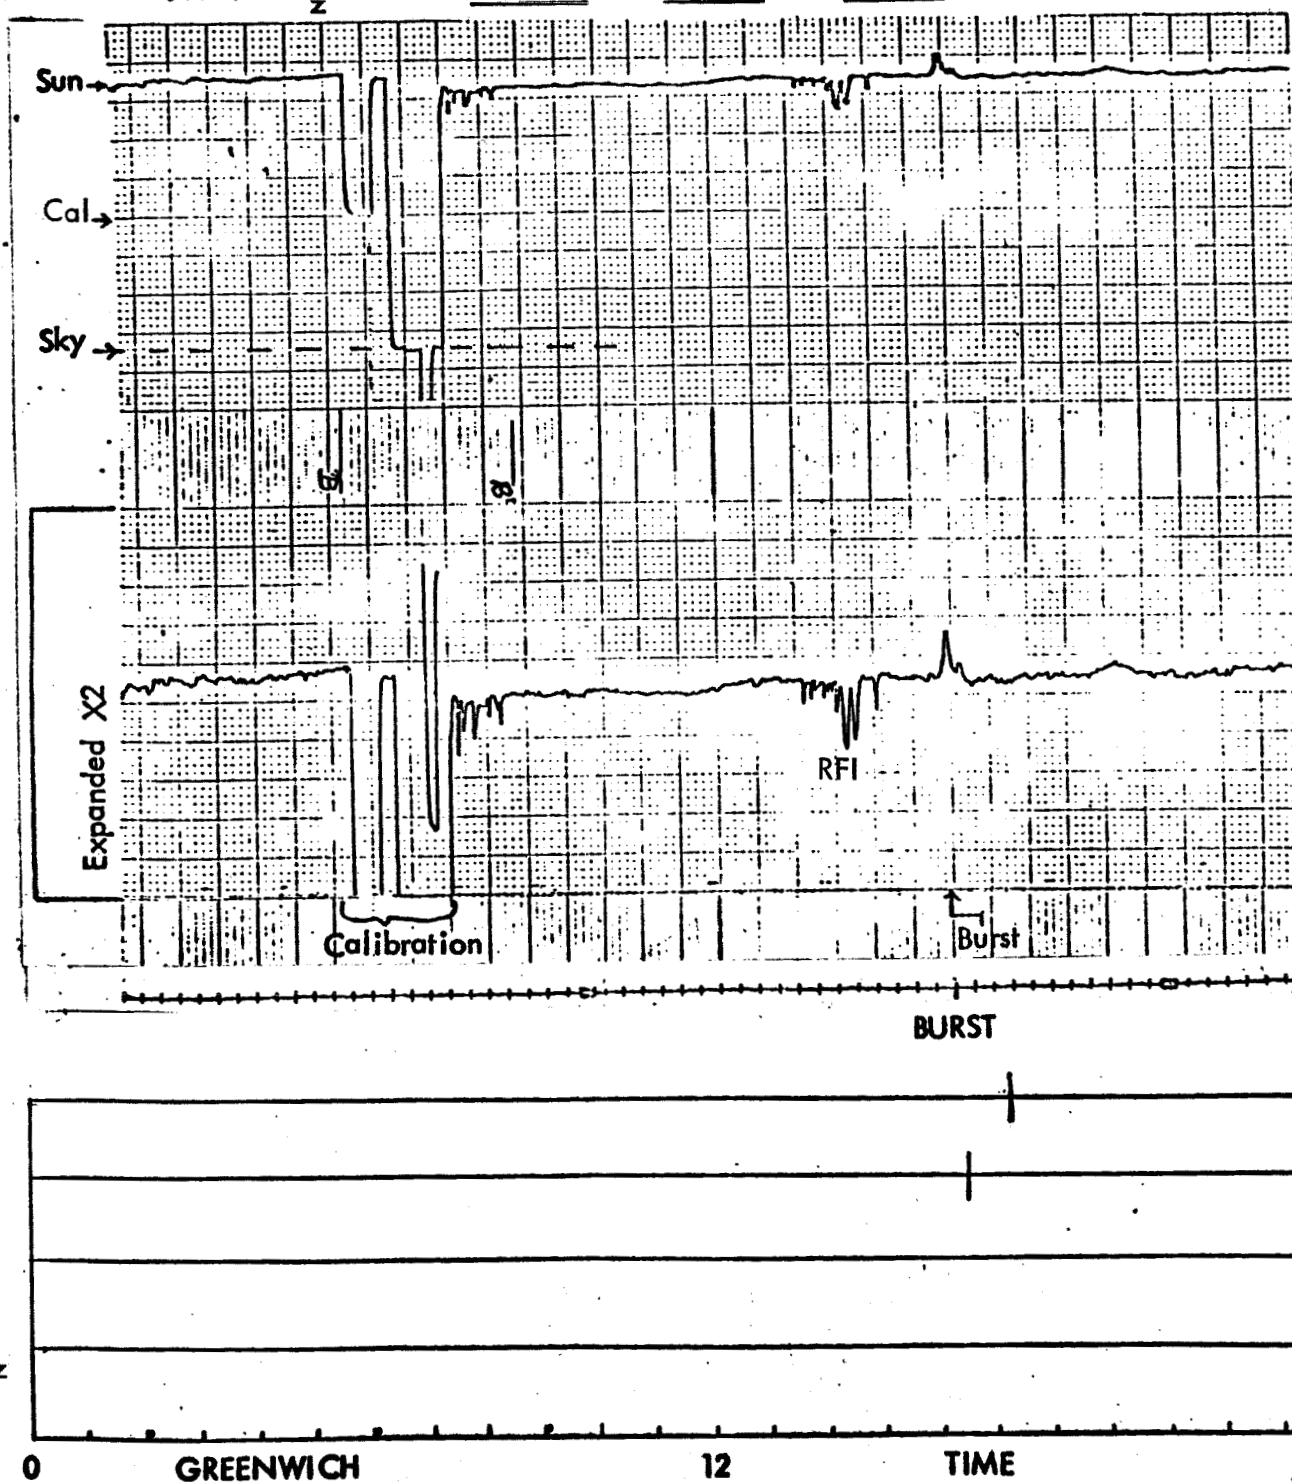 z
Sun
Cal
Sky
Expanded X2
RFI
Calibration
Burst
BURST
z
0 GREENWICH 12 TIME